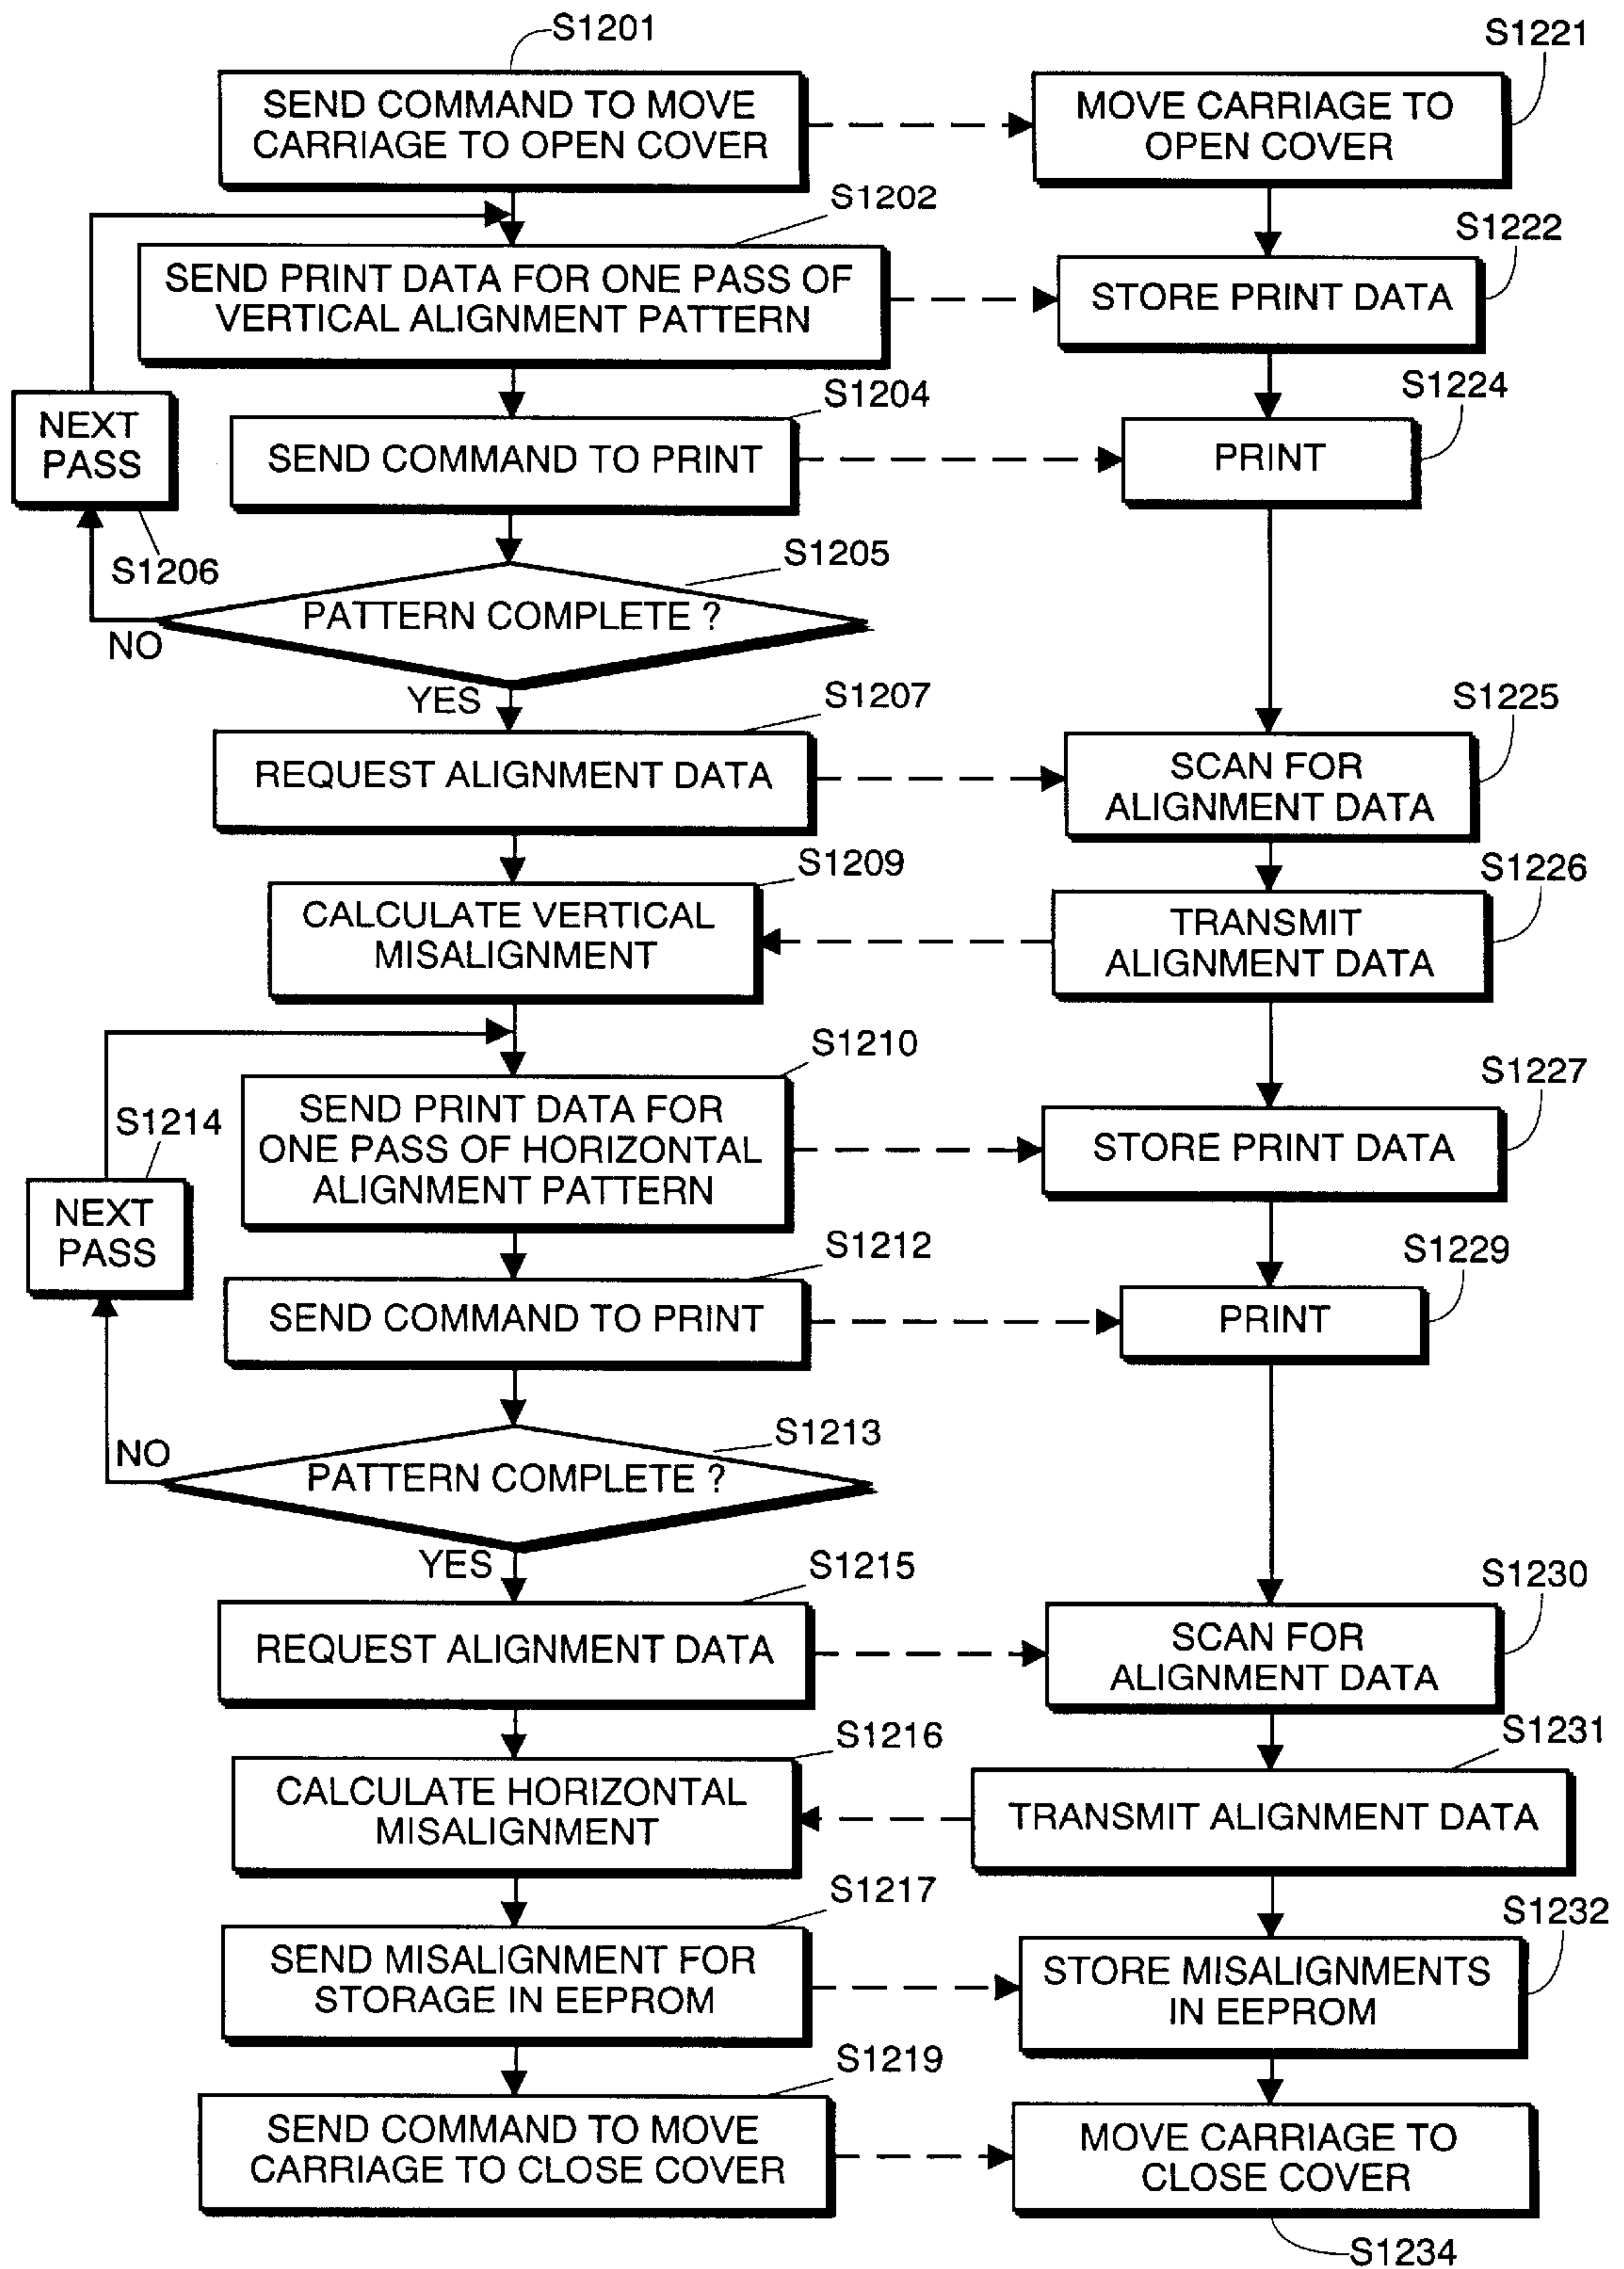 S1201
SEND COMMAND TO MOVE
CARRIAGE TO OPEN COVER
S1221
MOVE CARRIAGE TO
OPEN COVER
S1202
SEND PRINT DATA FOR ONE PASS OF
VERTICAL ALIGNMENT PATTERN
S1222
STORE PRINT DATA
NEXT
PASS
S1206
S1204
SEND COMMAND TO PRINT
S1224
PRINT
S1205
PATTERN COMPLETE ?
NO
YES
S1207
REQUEST ALIGNMENT DATA
S1225
SCAN FOR
ALIGNMENT DATA
S1209
CALCULATE VERTICAL
MISALIGNMENT
S1226
TRANSMIT
ALIGNMENT DATA
S1210
SEND PRINT DATA FOR
ONE PASS OF HORIZONTAL
ALIGNMENT PATTERN
S1227
STORE PRINT DATA
S1214
NEXT
PASS
S1212
SEND COMMAND TO PRINT
S1229
PRINT
S1213
PATTERN COMPLETE ?
NO
YES
S1215
REQUEST ALIGNMENT DATA
S1230
SCAN FOR
ALIGNMENT DATA
S1216
CALCULATE HORIZONTAL
MISALIGNMENT
S1231
TRANSMIT ALIGNMENT DATA
S1217
SEND MISALIGNMENT FOR
STORAGE IN EEPROM
S1232
STORE MISALIGNMENTS
IN EEPROM
S1219
SEND COMMAND TO MOVE
CARRIAGE TO CLOSE COVER
MOVE CARRIAGE TO
CLOSE COVER
S1234